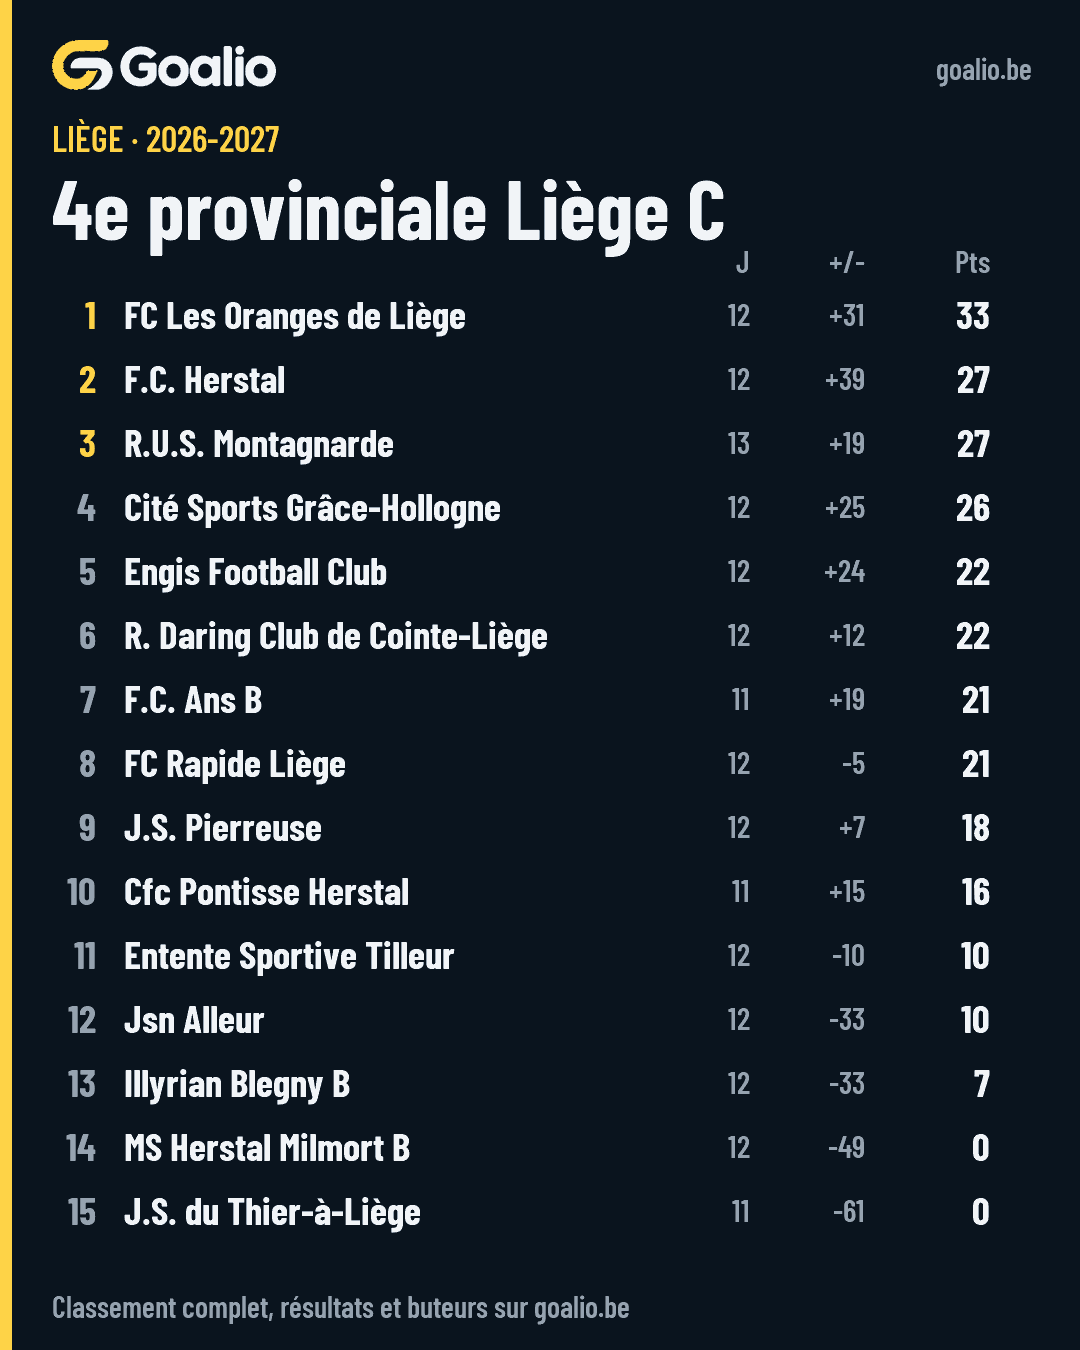 Goalio
goalio.be
LIÈGE · 2026-2027
4e provinciale Liège C
J +/- Pts
1 FC Les Oranges de Liège 12 +31 33
2 F.C. Herstal 12 +39 27
3 R.U.S. Montagnarde 13 +19 27
4 Cité Sports Grâce-Hollogne 12 +25 26
5 Engis Football Club 12 +24 22
6 R. Daring Club de Cointe-Liège 12 +12 22
7 F.C. Ans B 11 +19 21
8 FC Rapide Liège 12 -5 21
9 J.S. Pierreuse 12 +7 18
10 Cfc Pontisse Herstal 11 +15 16
11 Entente Sportive Tilleur 12 -10 10
12 Jsn Alleur 12 -33 10
13 Illyrian Blegny B 12 -33 7
14 MS Herstal Milmort B 12 -49 0
15 J.S. du Thier-à-Liège 11 -61 0
Classement complet, résultats et buteurs sur goalio.be